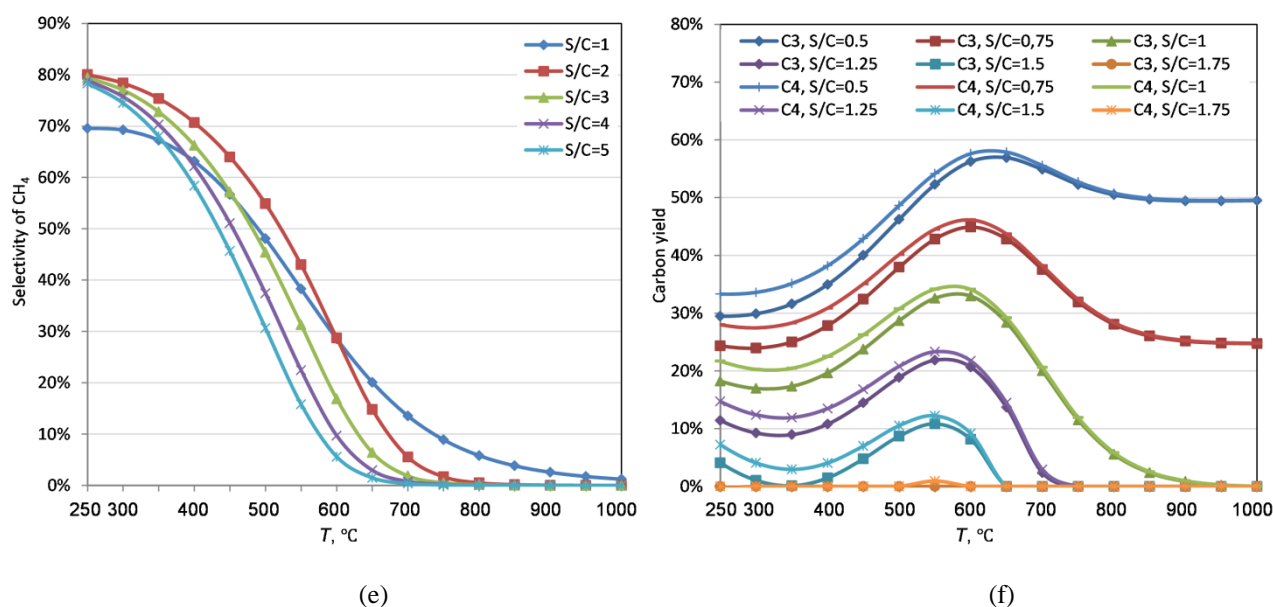 90%
80%
70%
60%
50%
40%
30%
20%
10%
0%
Selectivity of CH4
S/C=1
S/C=2
S/C=3
S/C=4
S/C=5
250 300 400 500 600 700 800 900 1000
T, °C
(e)
80%
70%
60%
50%
40%
30%
20%
10%
0%
Carbon yield
C3, S/C=0.5 C3, S/C=0,75 C3, S/C=1
C3, S/C=1.25 C3, S/C=1.5 C3, S/C=1.75
C4, S/C=0.5 C4, S/C=0,75 C4, S/C=1
C4, S/C=1.25 C4, S/C=1.5 C4, S/C=1.75
250 300 400 500 600 700 800 900 1000
T, °C
(f)